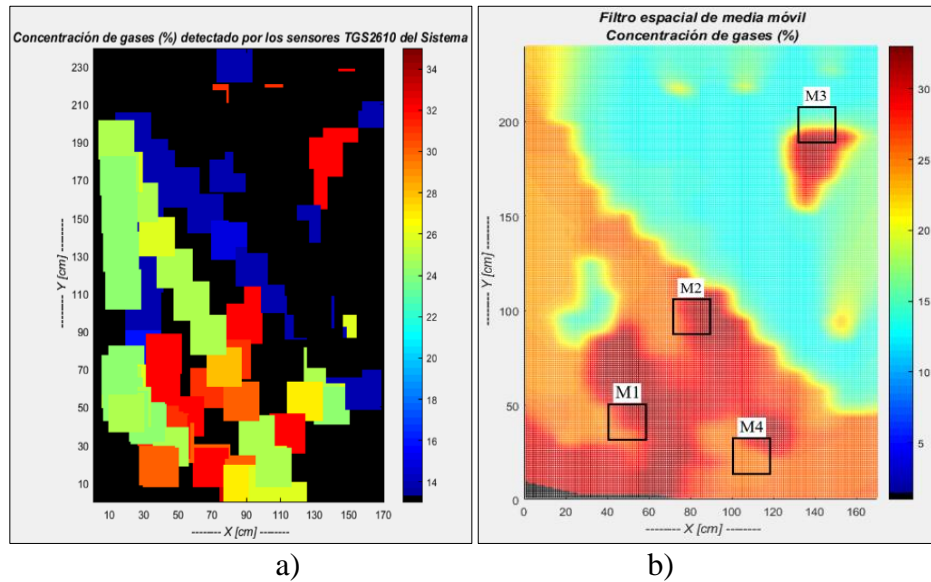 Concentración de gases (%) detectado por los sensores TGS2610 del Sistema
230
210
190
170
150
130
110
90
70
50
30
10
-------- Y [cm] --------
10 30 50 70 90 110 130 150 170
-------- X [cm] --------
34
32
30
28
26
24
22
20
18
16
14
a)
Filtro espacial de media móvil
Concentración de gases (%)
200
150
100
50
0
-------- Y [cm] --------
0 20 40 60 80 100 120 140 160
-------- X [cm] --------
M3
M2
M1
M4
30
25
20
15
10
5
b)